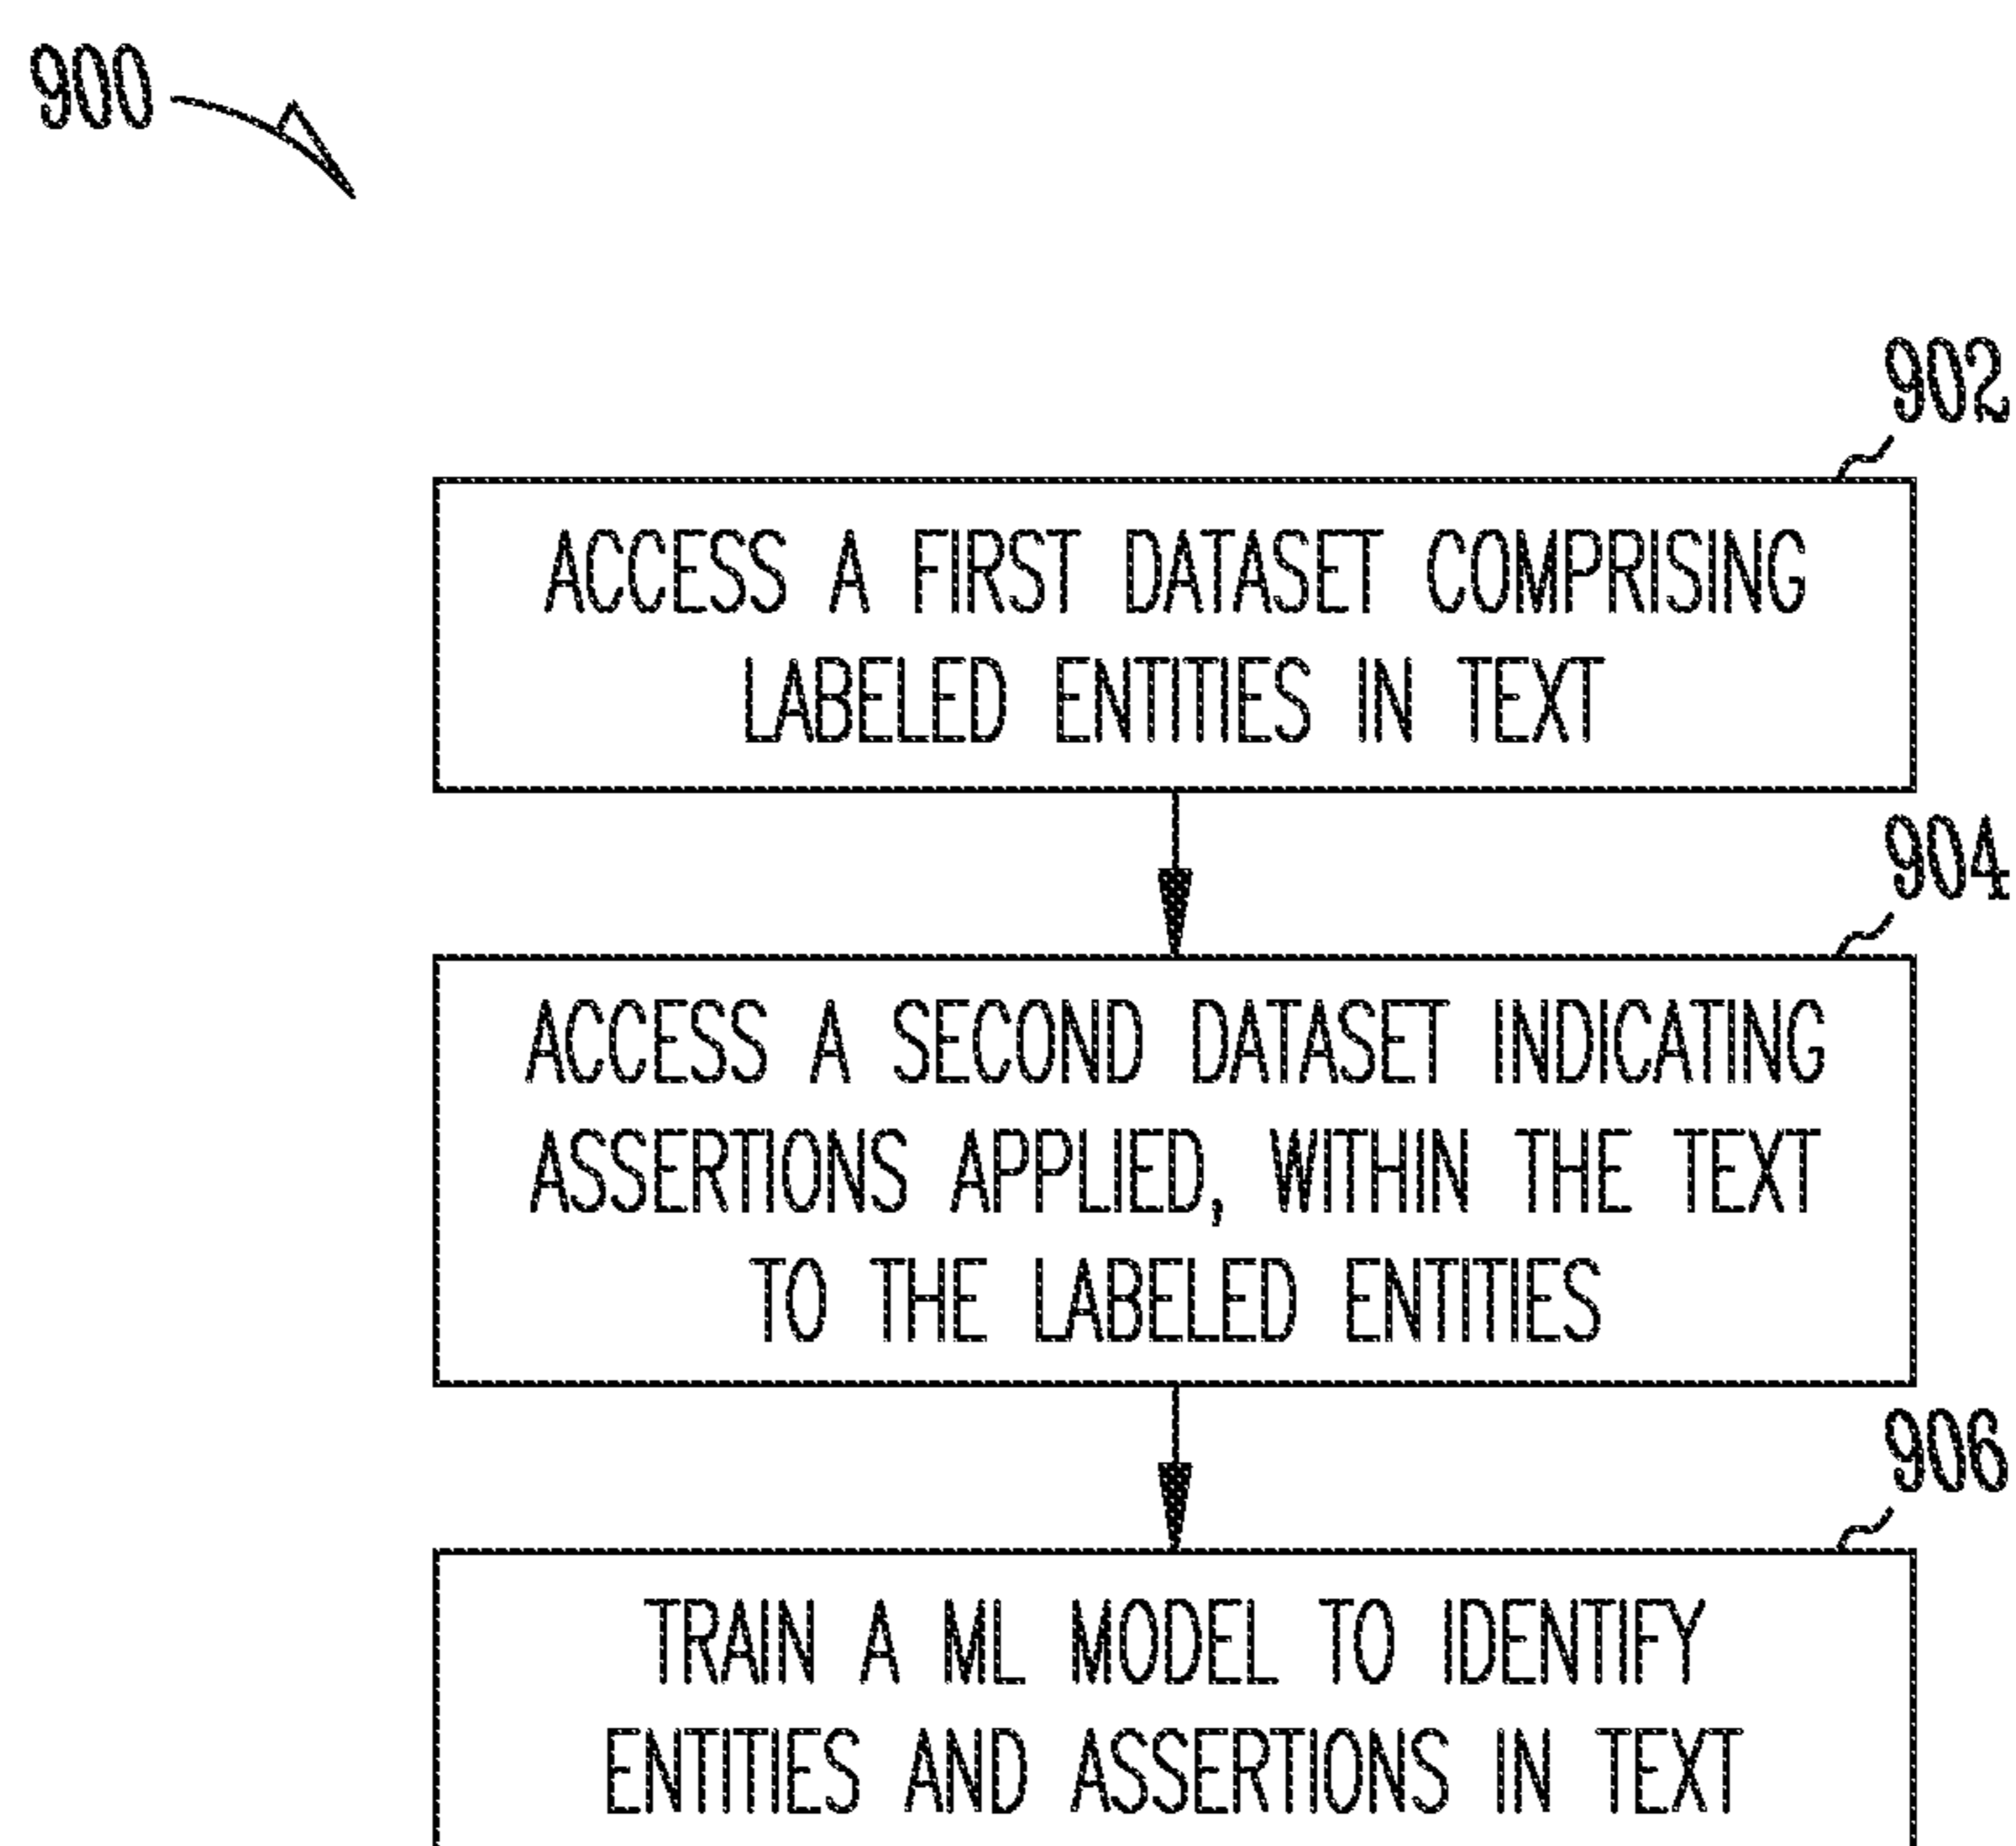 900
902
ACCESS A FIRST DATASET COMPRISING
LABELED ENTITIES IN TEXT
904
ACCESS A SECOND DATASET INDICATING
ASSERTIONS APPLIED, WITHIN THE TEXT
TO THE LABELED ENTITIES
906
TRAIN A ML MODEL TO IDENTIFY
ENTITIES AND ASSERTIONS IN TEXT